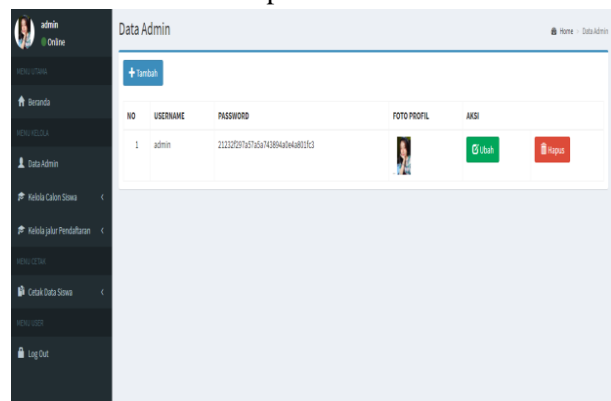 admin
Online
MENU UTAMA
Beranda
MENU KELOLA
Data Admin
Kelola Calon Siswa
Kelola jalur Pendaftaran
MENU CETAK
Cetak Data Siswa
MENU USER
Log Out
Data Admin
Home > Data Admin
+ Tambah
NO USERNAME PASSWORD FOTO PROFIL AKSI
1 admin 21232f297a57a5a743894a0e4a801fc3 Ubah Hapus